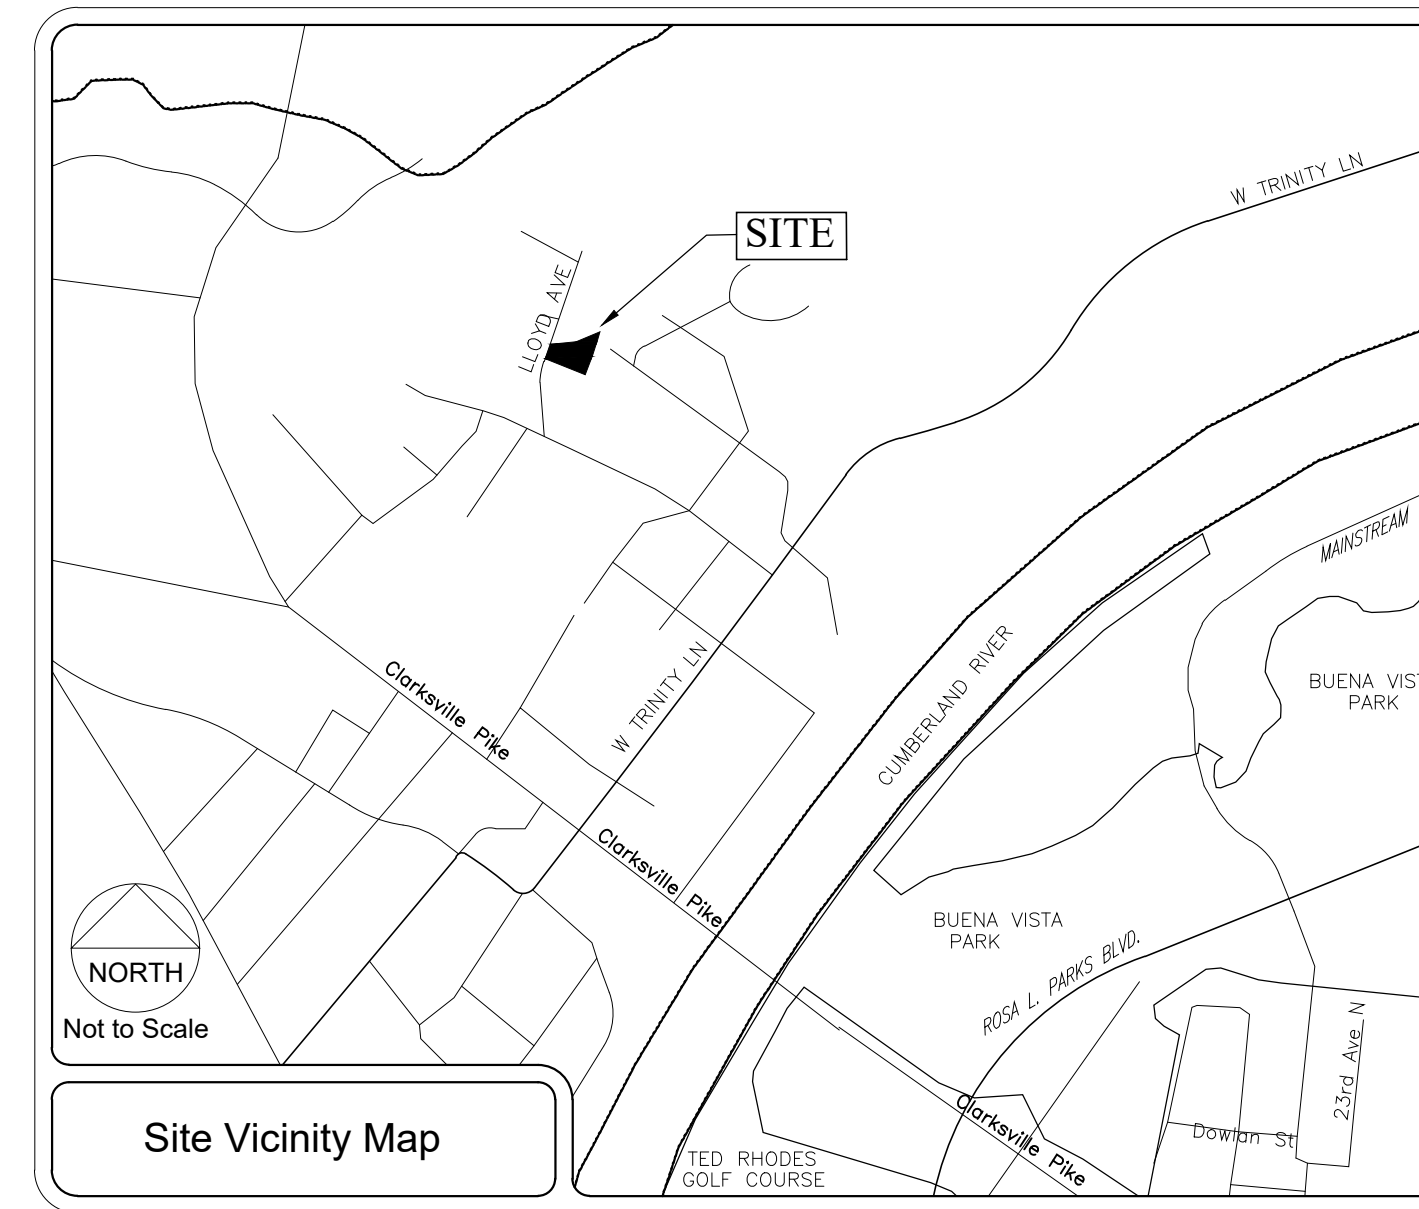 W TRINITY LN
SITE
LLOYD AVE
MAINSTREAM
CUMBERLAND RIVER
W TRINITY LN
Clarksville Pike
BUENA VIST
PARK
Clarksville Pike
BUENA VISTA
PARK
ROSA L. PARKS BLVD.
NORTH
Not to Scale
23rd Ave N
Clarksville Pike
Dowlan St
Site Vicinity Map
TED RHODES
GOLF COURSE